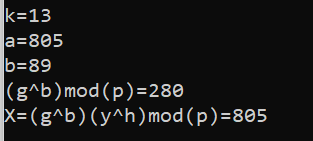 k=13
a=805
b=89
(g^b)mod(p)=280
X=(g^b)(y^h)mod(p)=805